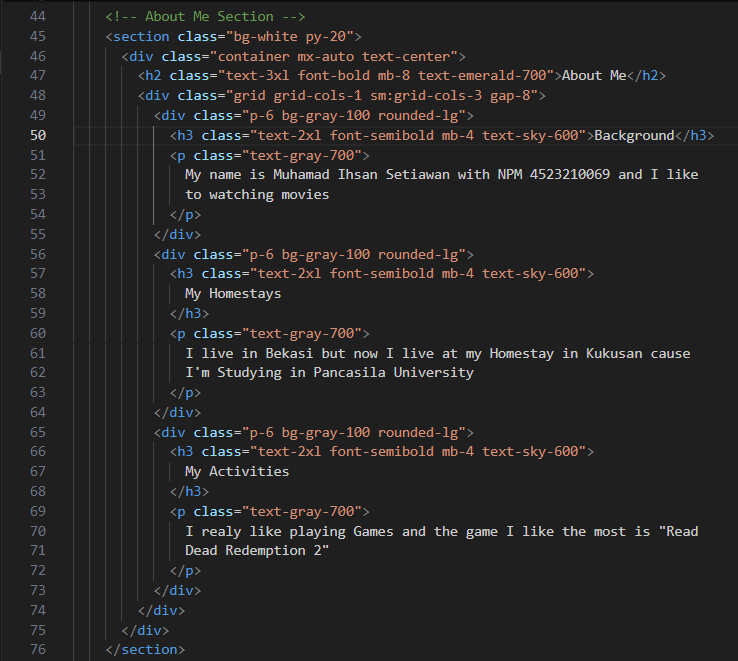 44 <!-- About Me Section -->
45 <section class="bg-white py-20">
46 <div class="container mx-auto text-center">
47 <h2 class="text-3xl font-bold mb-8 text-emerald-700">About Me</h2>
48 <div class="grid grid-cols-1 sm:grid-cols-3 gap-8">
49 <div class="p-6 bg-gray-100 rounded-lg">
50 <h3 class="text-2xl font-semibold mb-4 text-sky-600">Background</h3>
51 <p class="text-gray-700">
52 My name is Muhamad Ihsan Setiawan with NPM 4523210069 and I like
53 to watching movies
54 </p>
55 </div>
56 <div class="p-6 bg-gray-100 rounded-lg">
57 <h3 class="text-2xl font-semibold mb-4 text-sky-600">
58 My Homestays
59 </h3>
60 <p class="text-gray-700">
61 I live in Bekasi but now I live at my Homestay in Kukusan cause
62 I'm Studying in Pancasila University
63 </p>
64 </div>
65 <div class="p-6 bg-gray-100 rounded-lg">
66 <h3 class="text-2xl font-semibold mb-4 text-sky-600">
67 My Activities
68 </h3>
69 <p class="text-gray-700">
70 I realy like playing Games and the game I like the most is "Read
71 Dead Redemption 2"
72 </p>
73 </div>
74 </div>
75 </div>
76 </section>